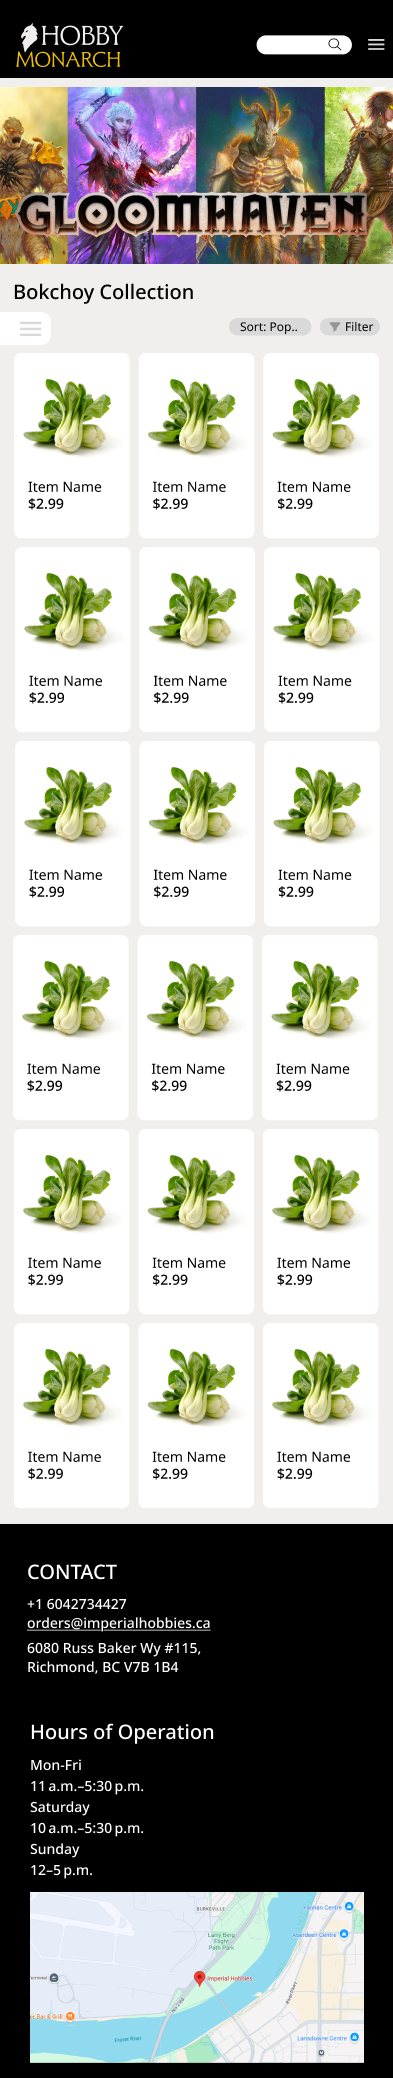 HOBBY
MONARCH
GLOOMHAVEN
Bokchoy Collection
Sort: Pop..
Filter
Item Name
$2.99
Item Name
$2.99
Item Name
$2.99
Item Name
$2.99
Item Name
$2.99
Item Name
$2.99
Item Name
$2.99
Item Name
$2.99
Item Name
$2.99
Item Name
$2.99
Item Name
$2.99
Item Name
$2.99
Item Name
$2.99
Item Name
$2.99
Item Name
$2.99
Item Name
$2.99
Item Name
$2.99
Item Name
$2.99
CONTACT
+1 6042734427
orders@imperialhobbies.ca
6080 Russ Baker Wy #115,
Richmond, BC V7B 1B4
Hours of Operation
Mon-Fri
11 a.m.–5:30 p.m.
Saturday
10 a.m.–5:30 p.m.
Sunday
12–5 p.m.
BURKEVILLE
Larry Berg
Flight
Path Park
Aberdeen Centre
Imperial Hobbies
Bar & Grill
Fraser River
Lansdowne Centre